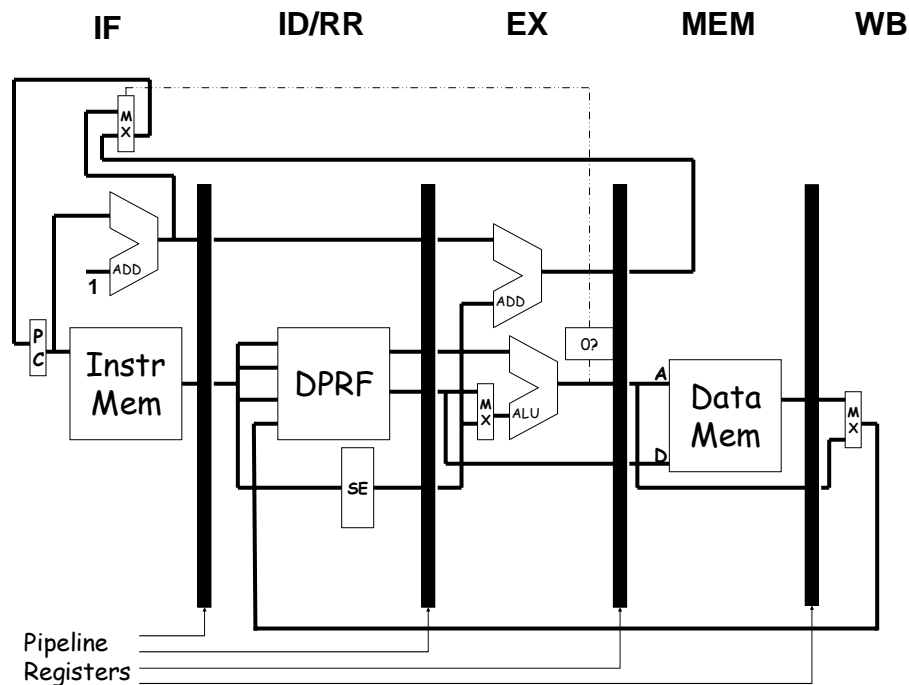 IF ID/RR EX MEM WB
M
X
ADD
1
P
C
Instr
Mem
DPRF
SE
ADD
0?
M
X
ALU
A
D
Data
Mem
M
X
Pipeline
Registers